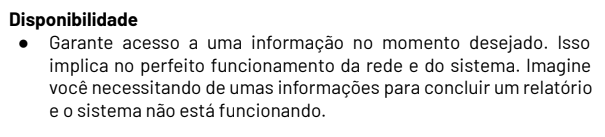 Disponibilidade
● Garante acesso a uma informação no momento desejado. Isso
implica no perfeito funcionamento da rede e do sistema. Imagine
você necessitando de umas informações para concluir um relatório
e o sistema não está funcionando.